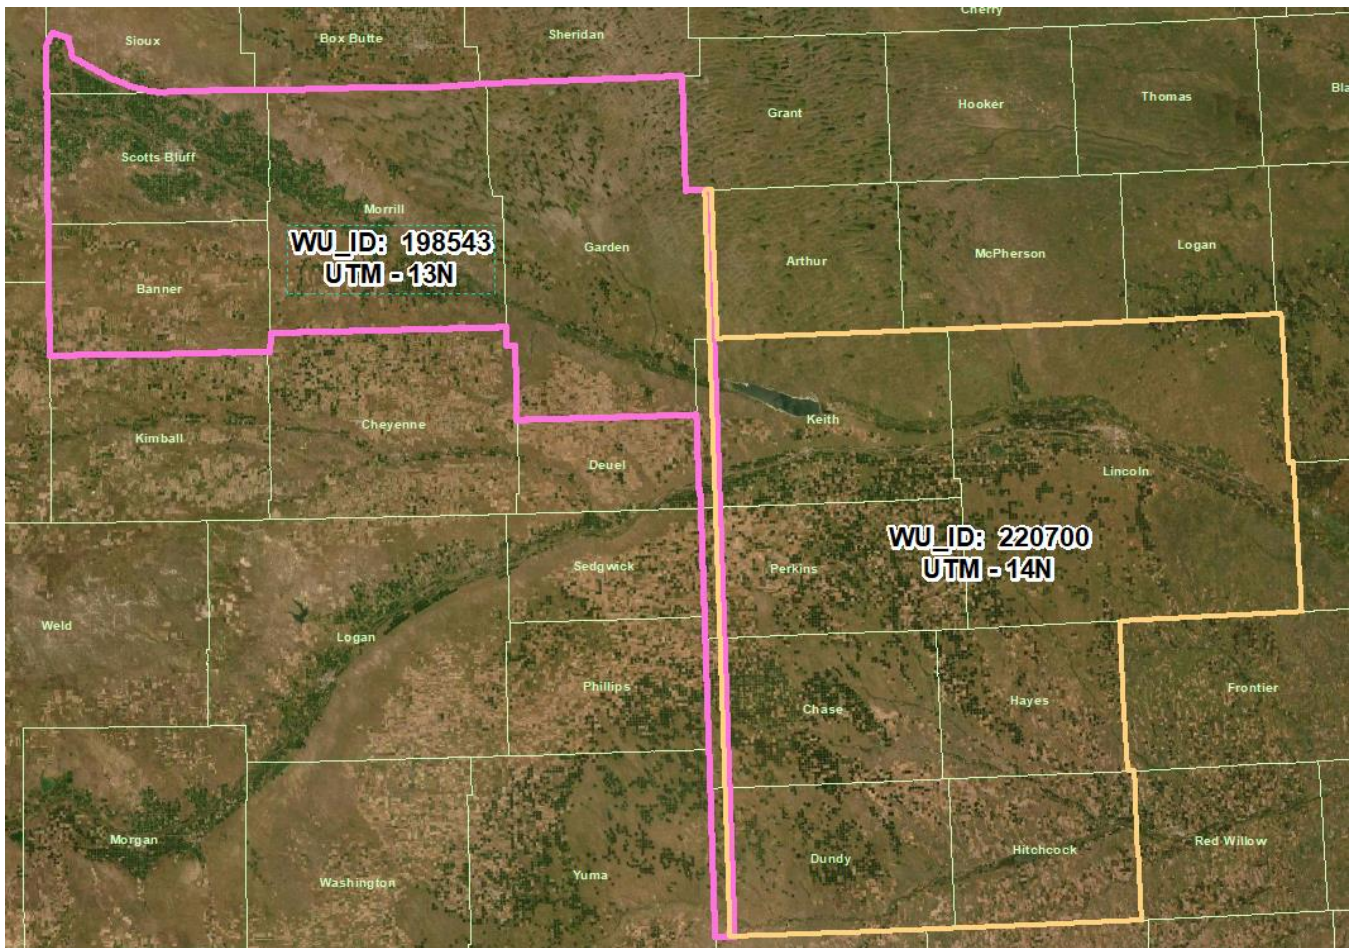 Cherry
Sioux
Box Butte
Sheridan
Grant
Hooker
Thomas
Bla
Scotts Bluff
Morrill
WU_ID: 198543
UTM - 13N
Garden
Arthur
McPherson
Logan
Banner
Kimball
Cheyenne
Deuel
Keith
Lincoln
WU_ID: 220700
UTM - 14N
Sedgwick
Perkins
Weld
Logan
Phillips
Chase
Hayes
Frontier
Morgan
Washington
Yuma
Dundy
Hitchcock
Red Willow